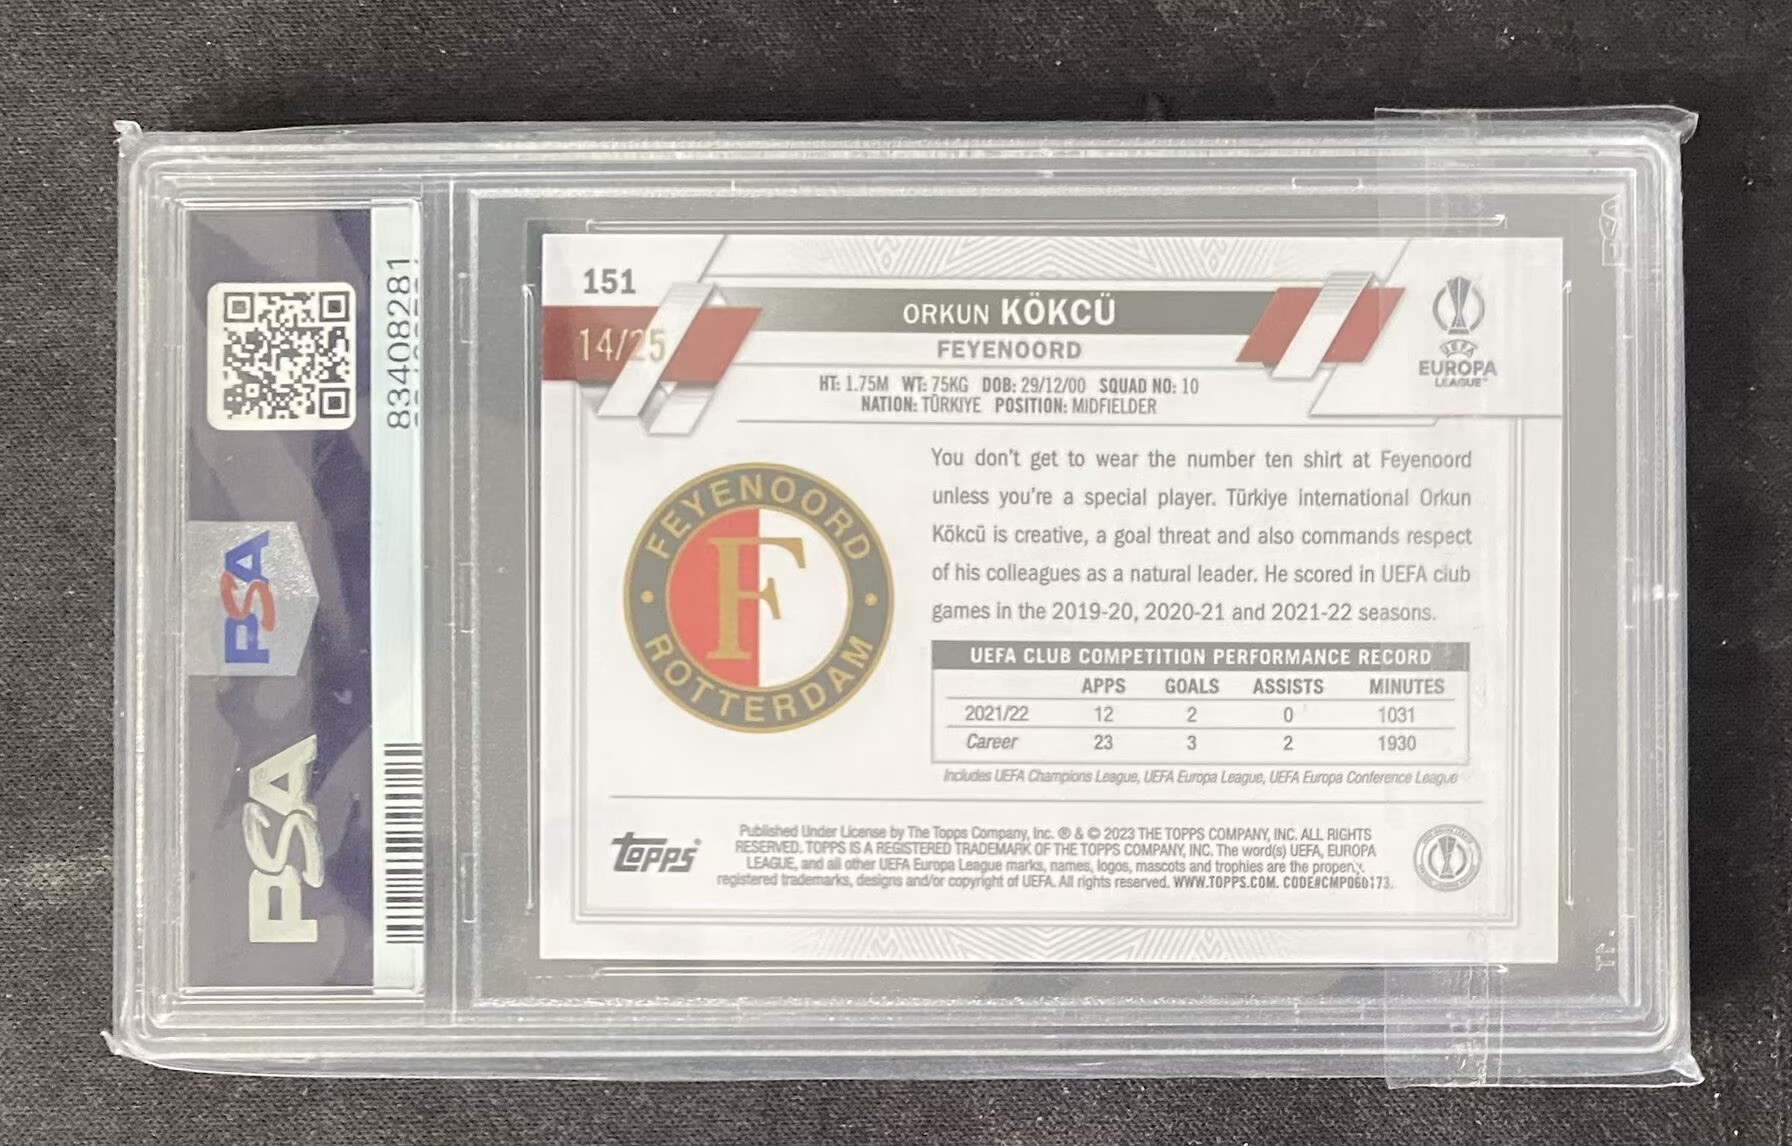 83408281
PSA
PSA
151
14/25
ORKUN KÖKCÜ
FEYENOORD
HT: 1.75M WT: 75KG DOB: 29/12/00 SQUAD NO: 10
NATION: TÜRKIYE POSITION: MIDFIELDER
UEFA
EUROPA
LEAGUE
FEYENOORD
F
ROTTERDAM
You don't get to wear the number ten shirt at Feyenoord
unless you're a special player. Türkiye international Orkun
Kökcü is creative, a goal threat and also commands respect
of his colleagues as a natural leader. He scored in UEFA club
games in the 2019-20, 2020-21 and 2021-22 seasons.
UEFA CLUB COMPETITION PERFORMANCE RECORD
APPS GOALS ASSISTS MINUTES
2021/22 12 2 0 1031
Career 23 3 2 1930
Includes UEFA Champions League, UEFA Europa League, UEFA Europa Conference League
topps
Published Under License by The Topps Company, Inc. ® & © 2023 THE TOPPS COMPANY, INC. ALL RIGHTS
RESERVED. TOPPS IS A REGISTERED TRADEMARK OF THE TOPPS COMPANY, INC. The word(s) UEFA, EUROPA
LEAGUE, and all other UEFA Europa League marks, names, logos, mascots and trophies are the property,
registered trademarks, designs and/or copyright of UEFA. All rights reserved. WWW.TOPPS.COM. CODE#CMP060173.